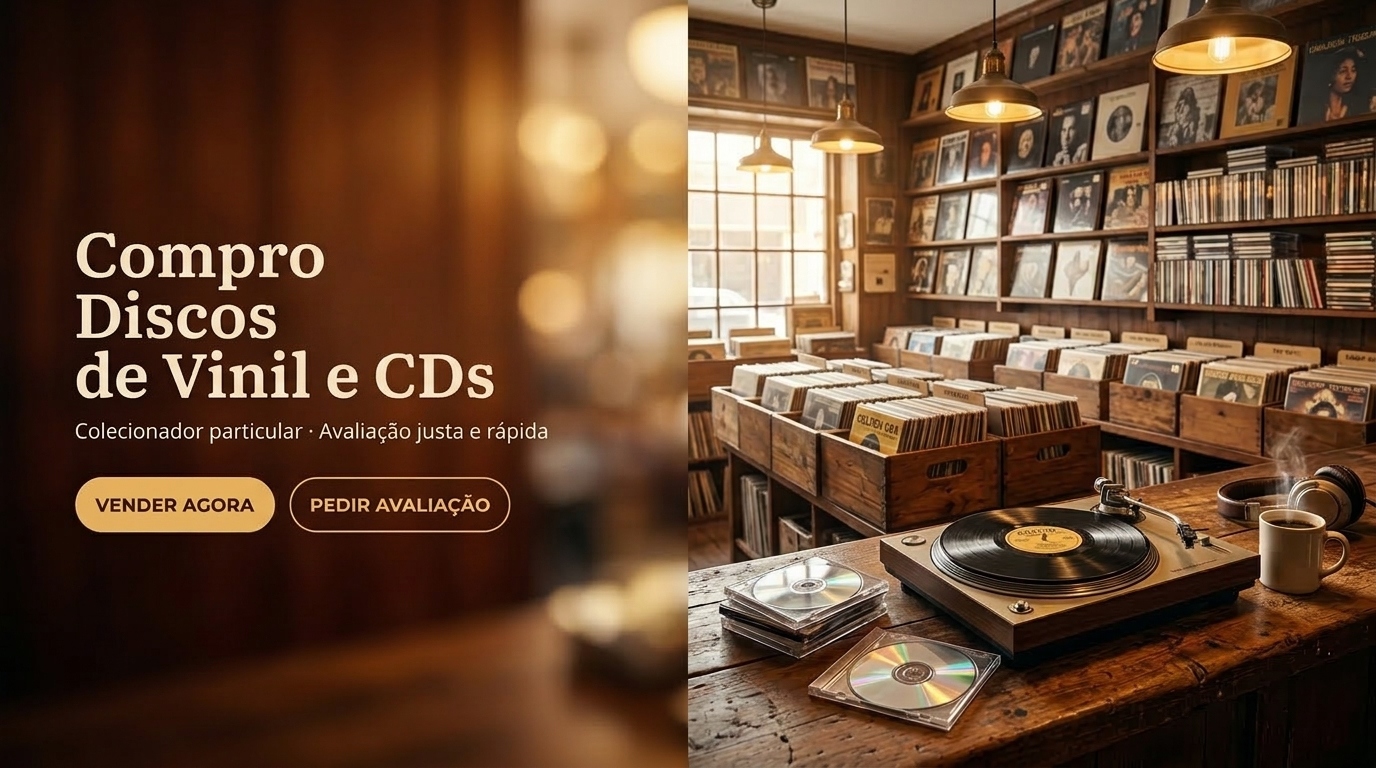 Compro
Discos
de Vinil e CDs
Colecionador particular · Avaliação justa e rápida
VENDER AGORA
PEDIR AVALIAÇÃO